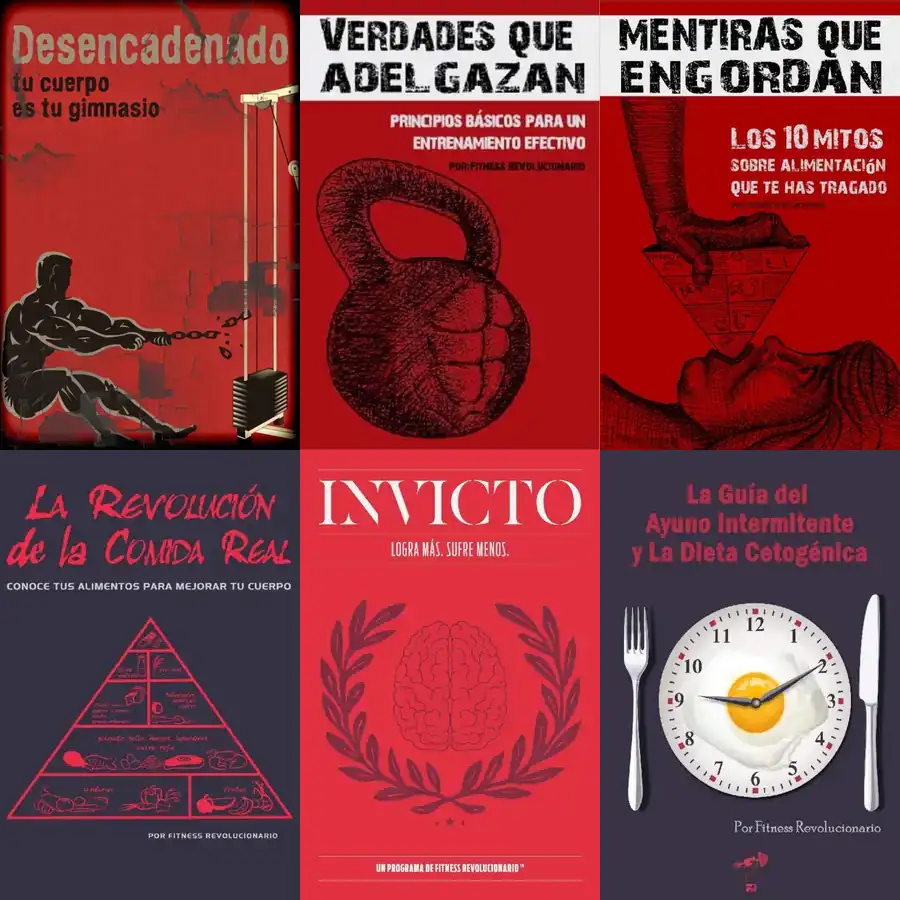 Desencadenado
tu cuerpo
es tu gimnasio
VERDADES QUE
ADELGAZAN
PRINCIPIOS BÁSICOS PARA UN
ENTRENAMIENTO EFECTIVO
POR FITNESS REVOLUCIONARIO
MENTIRAS QUE
ENGORDAN
LOS 10 MITOS
SOBRE ALIMENTACIÓN
QUE TE HAS TRAGADO
LA REVOLUCIÓN
de la COMIDA REAL
CONOCE TUS ALIMENTOS PARA MEJORAR TU CUERPO
verduras
frutas
POR FITNESS REVOLUCIONARIO
INVICTO
LOGRA MÁS. SUFRE MENOS.
UN PROGRAMA DE FITNESS REVOLUCIONARIO™
La Guía del
Ayuno Intermitente
y La Dieta Cetogénica
12
1
2
3
4
5
6
7
8
9
10
11
Por Fitness Revolucionario